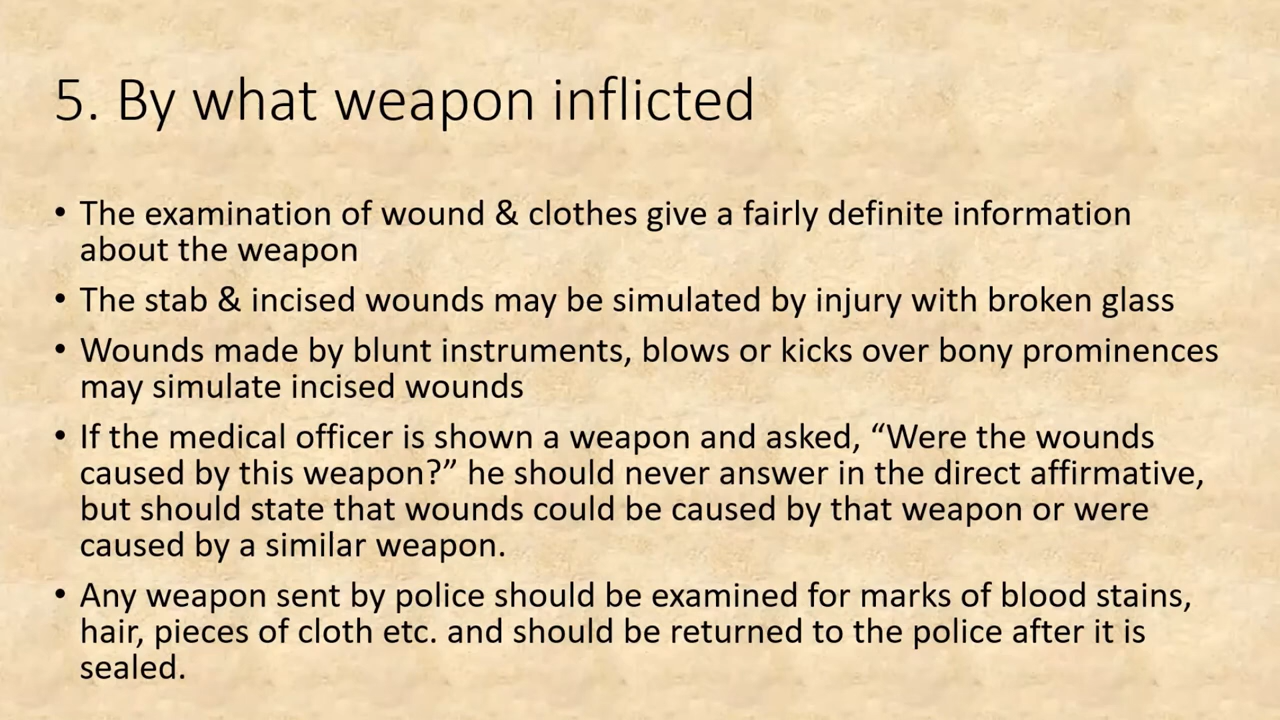 5. By what weapon inflicted
• The examination of wound & clothes give a fairly definite information
about the weapon
• The stab & incised wounds may be simulated by injury with broken glass
• Wounds made by blunt instruments, blows or kicks over bony prominences
may simulate incised wounds
• If the medical officer is shown a weapon and asked, “Were the wounds
caused by this weapon?” he should never answer in the direct affirmative,
but should state that wounds could be caused by that weapon or were
caused by a similar weapon.
• Any weapon sent by police should be examined for marks of blood stains,
hair, pieces of cloth etc. and should be returned to the police after it is
sealed.